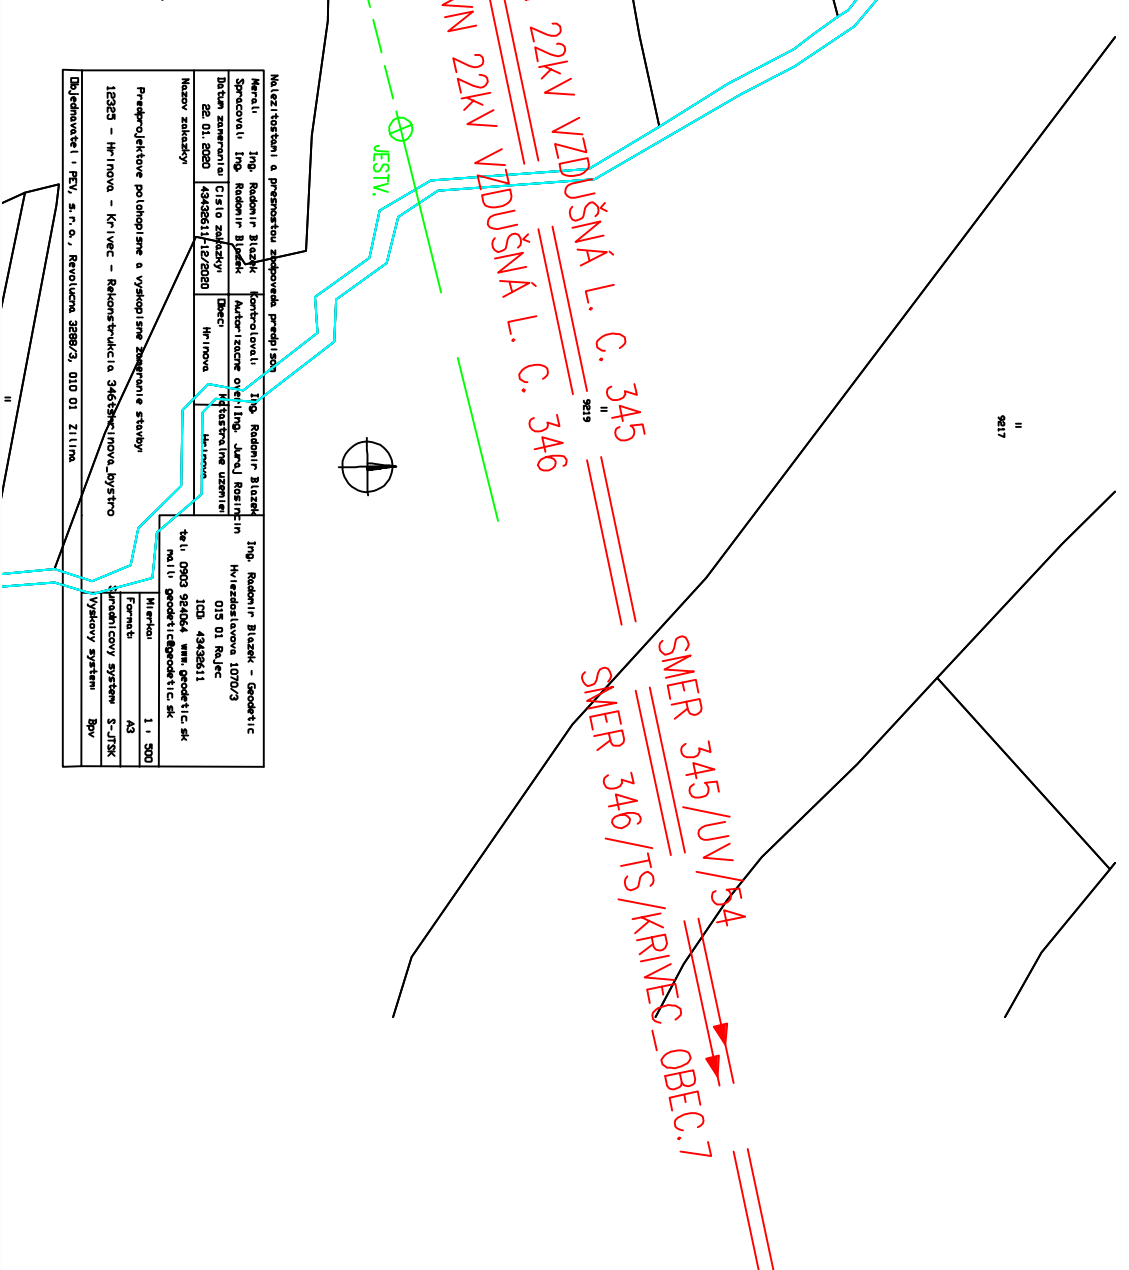 22kV VZDUŠNÁ L. C. 345
VN 22kV VZDUŠNÁ L. C. 346
SMER 345/UV/54
SMER 346/TS/KRIVEC_OBEC.7
JESTV.
9219
9217
Nalezitostami a presnostou zodpoveda predpisom
Meral: Ing. Radomir Blazek Kontroloval: Ing. Radomir Blazek
Spracoval: Ing. Radomir Blazek Autorizacne overil: Ing. Juraj Rosincin
Datum zamerania: Cislo zakazky: Obec: Katastralne uzemie:
22. 01. 2020 43432611-12/2020 Hrinova Hrinova
Nazov zakazky:
Predprojektove polohopisne a vyskopisne zameranie stavby:
12325 - Hrinova - Krivec - Rekonstrukcia 346tshrinova_bystro
Objednavatel : PEV, s.r.o., Revolucna 3288/3, 010 01 Zilina
Ing. Radomir Blazek - Geodetic
Hviezdoslavova 1070/3
015 01 Rajec
ICO: 43432611
tel: 0903 924064 www.geodetic.sk
mail: geodetic@geodetic.sk
Mierka: 1 : 500
Format: A3
Suradnicovy system: S-JTSK
Vyskovy system: Bpv